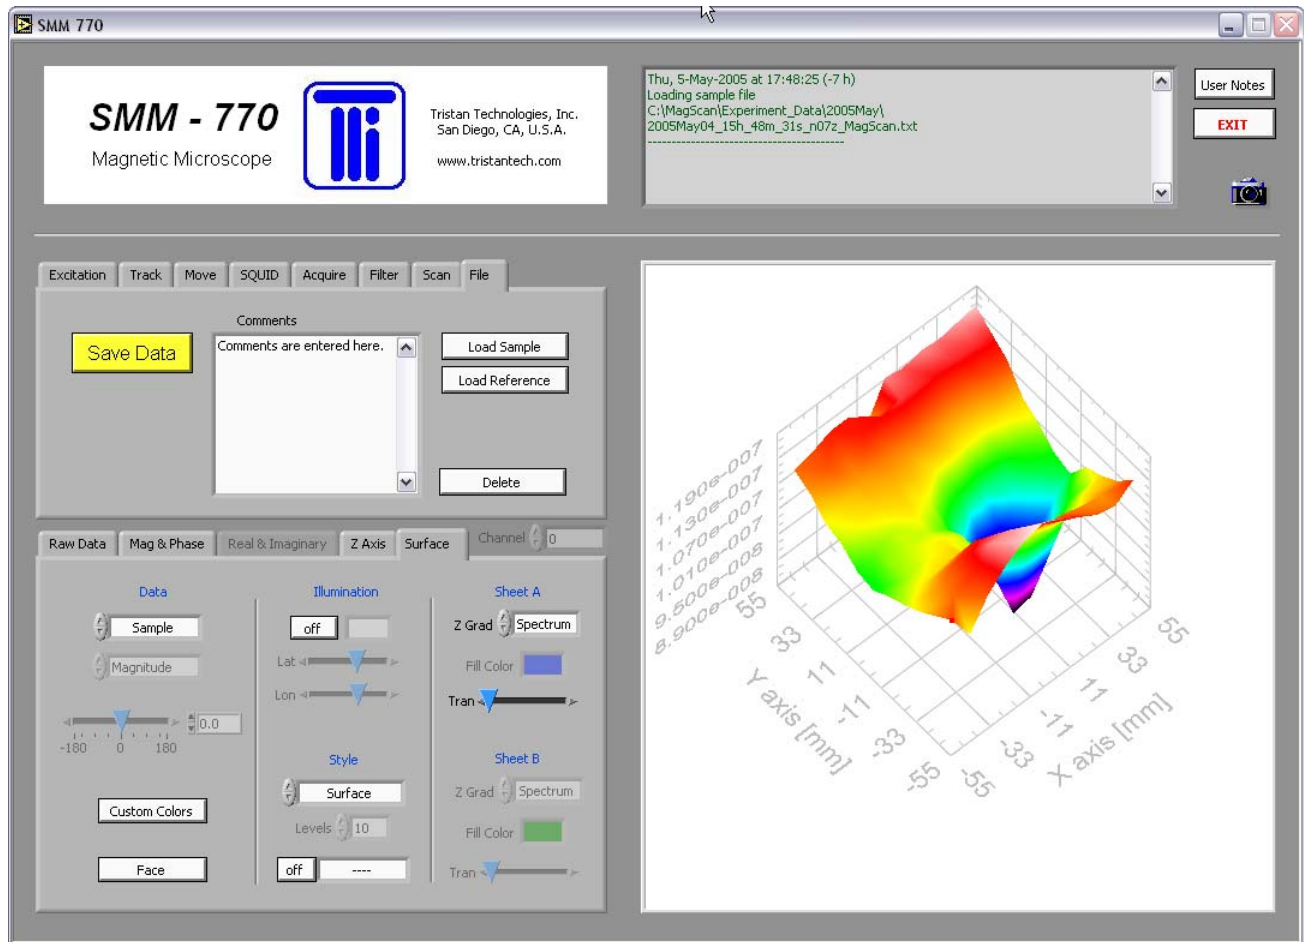 SMM 770
SMM - 770
Magnetic Microscope
Tristan Technologies, Inc.
San Diego, CA, U.S.A.
www.tristantech.com
Thu, 5-May-2005 at 17:48:25 (-7 h)
Loading sample file
C:\MagScan\Experiment_Data\2005May\
2005May04_15h_48m_31s_n07z_MagScan.txt
----------------------------------------
User Notes
EXIT
Excitation Track Move SQUID Acquire Filter Scan File
Save Data
Comments
Comments are entered here.
Load Sample
Load Reference
Delete
Raw Data Mag & Phase Real & Imaginary Z Axis Surface Channel 0
Data
Sample
Magnitude
0.0
-180 0 180
Custom Colors
Face
Illumination
off
Lat
Lon
Style
Surface
Levels 10
off ----
Sheet A
Z Grad Spectrum
Fill Color
Tran
Sheet B
Z Grad Spectrum
Fill Color
Tran
1.190e-007
1.130e-007
1.070e-007
1.010e-007
9.500e-008
8.900e-008
55
33
11
-11
-33
-55
Y axis [mm]
-55
-33
-11
11
33
55
X axis [mm]